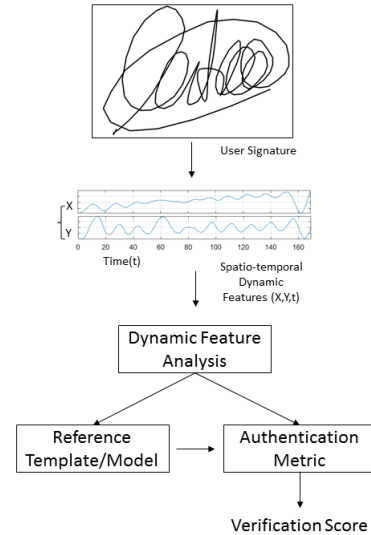 User Signature
X
Y
0 20 40 60 80 100 120 140 160
Time(t)
Spatio-temporal
Dynamic
Features (X,Y,t)
Dynamic Feature
Analysis
Reference
Template/Model
Authentication
Metric
Verification Score